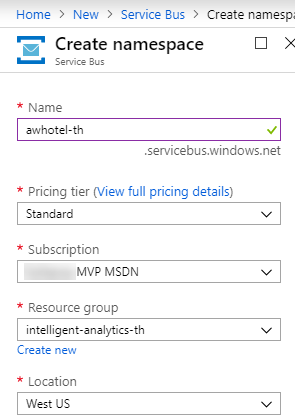 Home > New > Service Bus > Create namespa
Create namespace
Service Bus
* Name
awhotel-th
.servicebus.windows.net
* Pricing tier (View full pricing details)
Standard
* Subscription
MVP MSDN
* Resource group
intelligent-analytics-th
Create new
* Location
West US